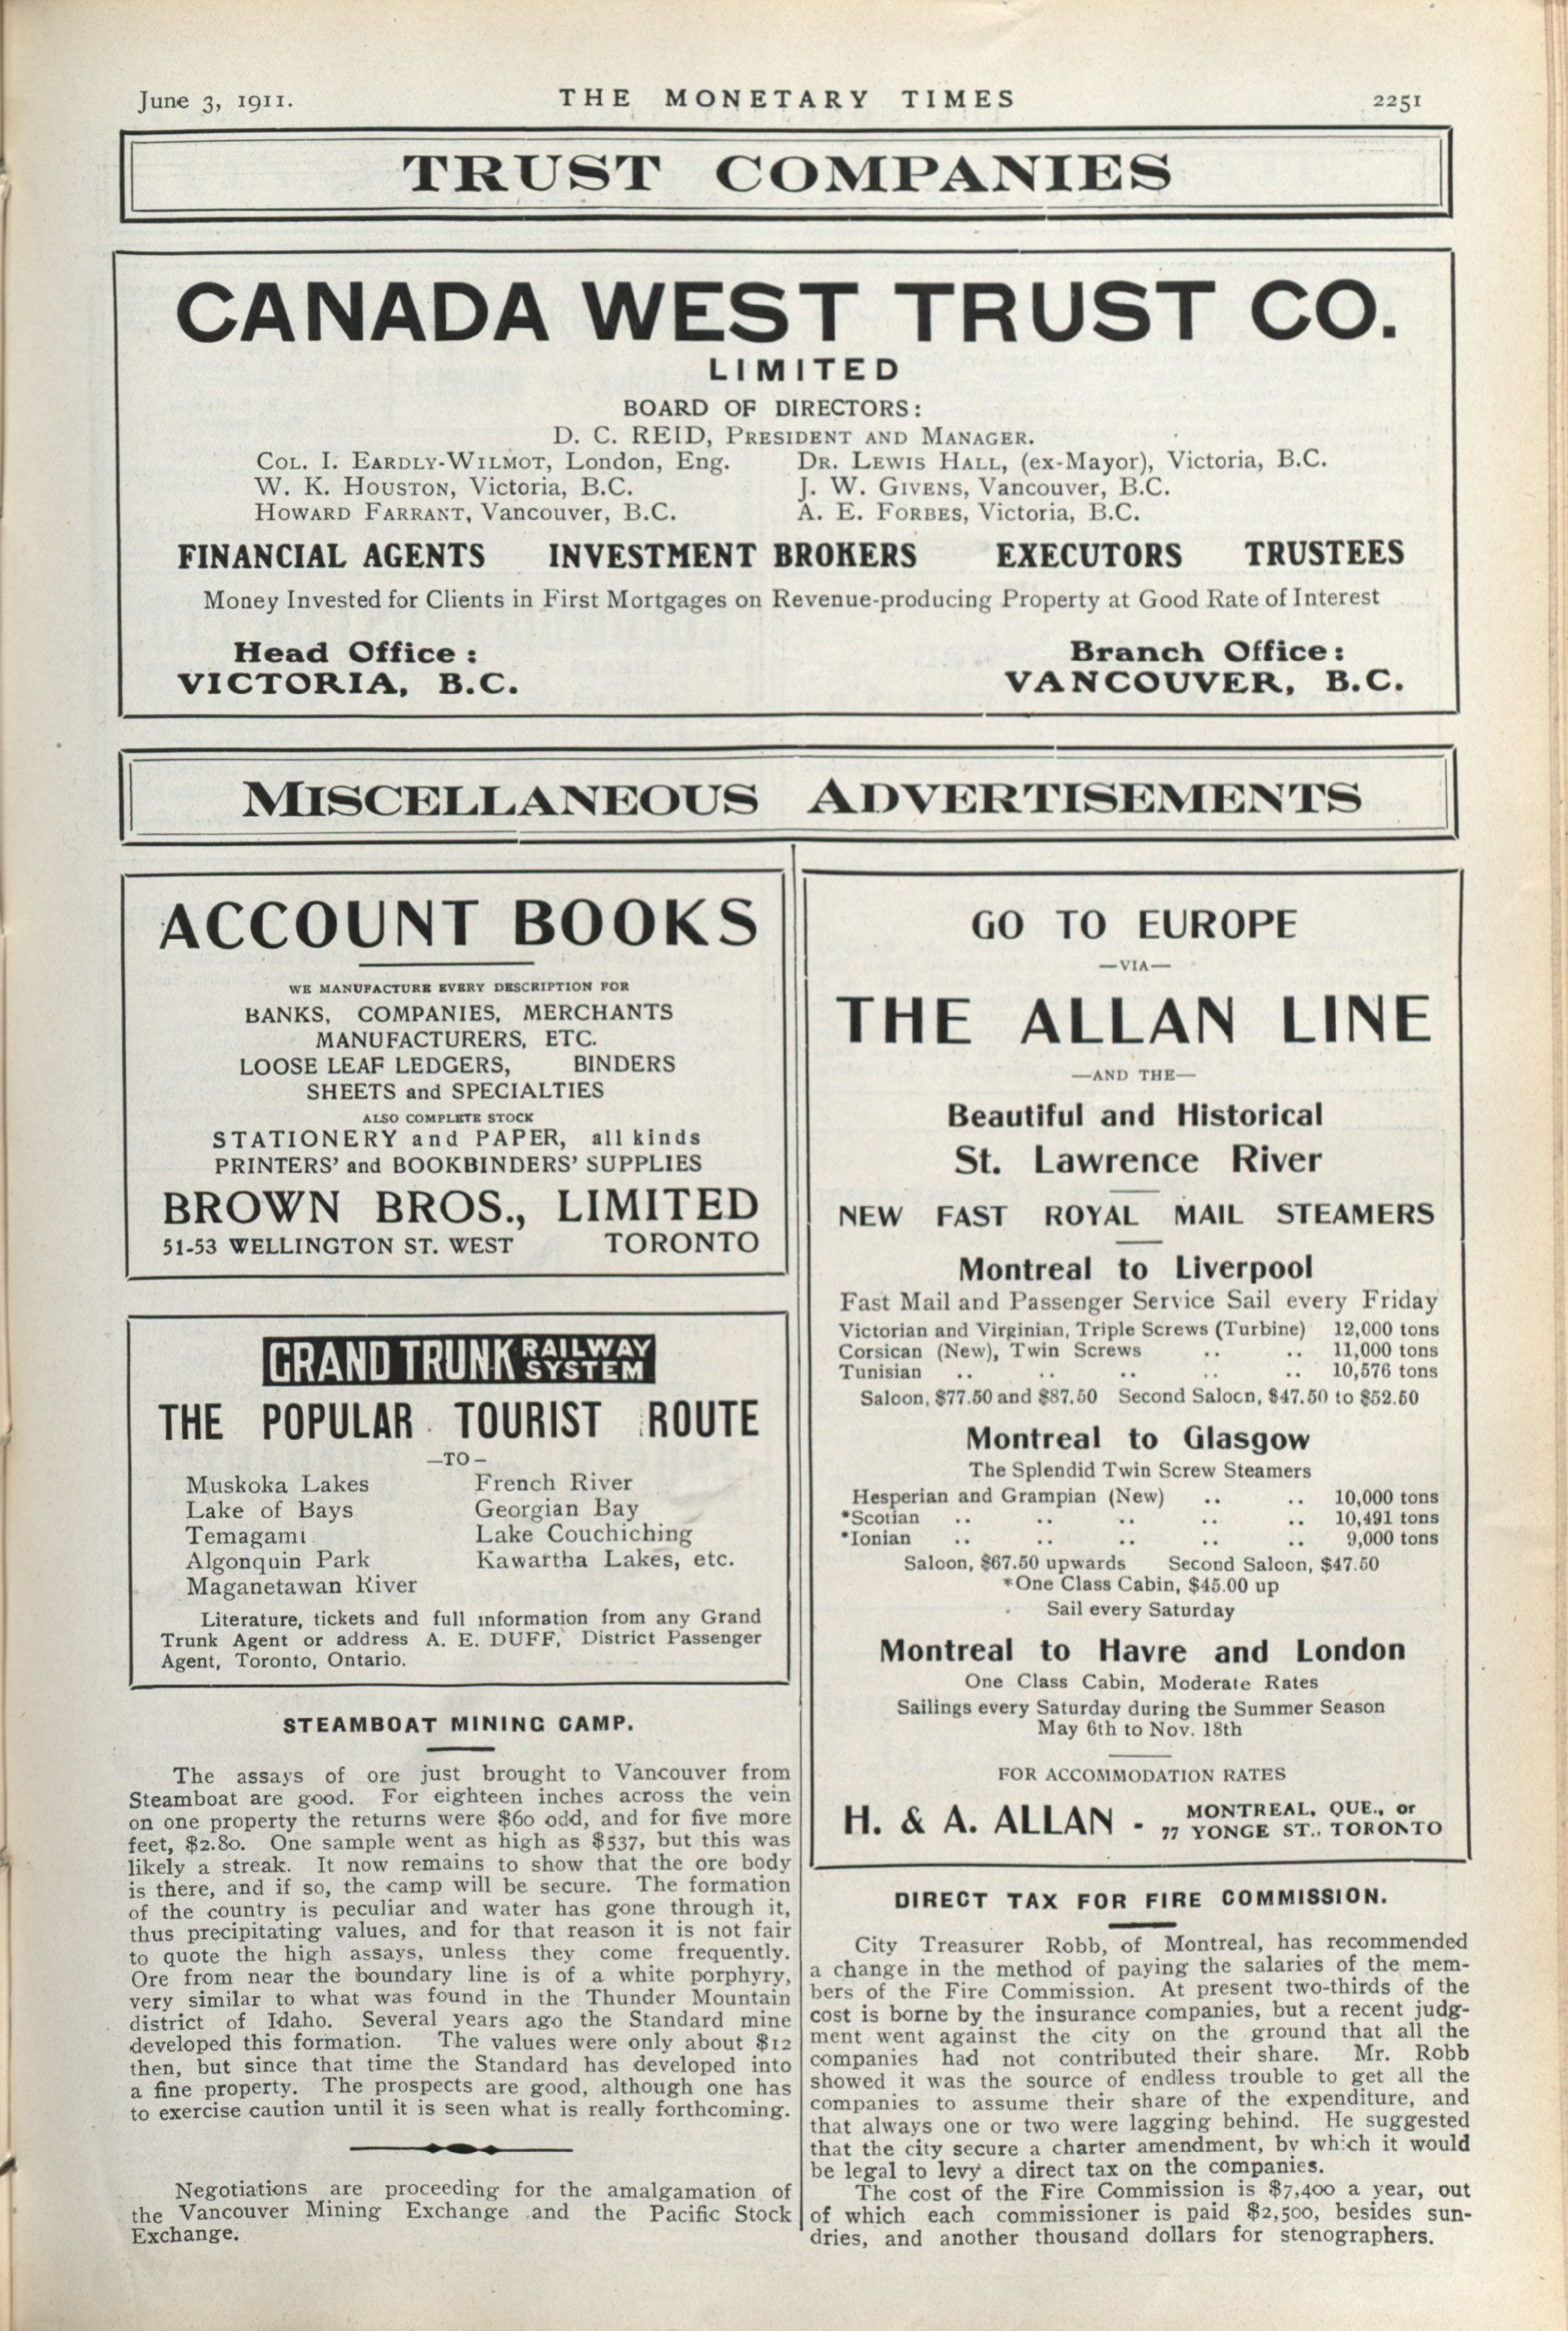 June 3, 1911.
THE MONETARY TIMES
2251
TRUST COMPANIES
CANADA WEST TRUST CO.
LIMITED
BOARD OF DIRECTORS:
D. C. REID, PRESIDENT AND MANAGER.
COL. I. EARDLY-WILMOT, London, Eng.
W. K. HOUSTON, Victoria, B.C.
HOWARD FARRANT, Vancouver, B.C.
DR. LEWIS HALL, (ex-Mayor), Victoria, B.C.
J. W. GIVENS, Vancouver, B.C.
A. E. FORBES, Victoria, B.C.
FINANCIAL AGENTS INVESTMENT BROKERS EXECUTORS TRUSTEES
Money Invested for Clients in First Mortgages on Revenue-producing Property at Good Rate of Interest
Head Office:
VICTORIA, B.C.
Branch Office:
VANCOUVER, B.C.
MISCELLANEOUS ADVERTISEMENTS
ACCOUNT BOOKS
WE MANUFACTURE EVERY DESCRIPTION FOR
BANKS, COMPANIES, MERCHANTS
MANUFACTURERS, ETC.
LOOSE LEAF LEDGERS, BINDERS
SHEETS and SPECIALTIES
ALSO COMPLETE STOCK
STATIONERY and PAPER, all kinds
PRINTERS' and BOOKBINDERS' SUPPLIES
BROWN BROS., LIMITED
51-53 WELLINGTON ST. WEST TORONTO
GRAND TRUNK RAILWAY SYSTEM
THE POPULAR TOURIST ROUTE
—TO—
Muskoka Lakes
Lake of Bays
Temagami
Algonquin Park
Maganetawan River
French River
Georgian Bay
Lake Couchiching
Kawartha Lakes, etc.
Literature, tickets and full information from any Grand
Trunk Agent or address A. E. DUFF, District Passenger
Agent, Toronto, Ontario.
STEAMBOAT MINING CAMP.
The assays of ore just brought to Vancouver from
Steamboat are good. For eighteen inches across the vein
on one property the returns were $60 odd, and for five more
feet, $2.80. One sample went as high as $537, but this was
likely a streak. It now remains to show that the ore body
is there, and if so, the camp will be secure. The formation
of the country is peculiar and water has gone through it,
thus precipitating values, and for that reason it is not fair
to quote the high assays, unless they come frequently.
Ore from near the boundary line is of a white porphyry,
very similar to what was found in the Thunder Mountain
district of Idaho. Several years ago the Standard mine
developed this formation. The values were only about $12
then, but since that time the Standard has developed into
a fine property. The prospects are good, although one has
to exercise caution until it is seen what is really forthcoming.
Negotiations are proceeding for the amalgamation of
the Vancouver Mining Exchange and the Pacific Stock
Exchange.
GO TO EUROPE
—VIA—
THE ALLAN LINE
—AND THE—
Beautiful and Historical
St. Lawrence River
NEW FAST ROYAL MAIL STEAMERS
Montreal to Liverpool
Fast Mail and Passenger Service Sail every Friday
Victorian and Virginian, Triple Screws (Turbine) 12,000 tons
Corsican (New), Twin Screws .. .. 11,000 tons
Tunisian .. .. .. .. .. 10,576 tons
Saloon, $77.50 and $87.50 Second Saloon, $47.50 to $52.50
Montreal to Glasgow
The Splendid Twin Screw Steamers
Hesperian and Grampian (New) .. .. 10,000 tons
*Scotian .. .. .. .. .. 10,491 tons
*Ionian .. .. .. .. .. 9,000 tons
Saloon, $67.50 upwards Second Saloon, $47.50
*One Class Cabin, $45.00 up
Sail every Saturday
Montreal to Havre and London
One Class Cabin, Moderate Rates
Sailings every Saturday during the Summer Season
May 6th to Nov. 18th
FOR ACCOMMODATION RATES
H. & A. ALLAN - MONTREAL, QUE., or
77 YONGE ST., TORONTO
DIRECT TAX FOR FIRE COMMISSION.
City Treasurer Robb, of Montreal, has recommended
a change in the method of paying the salaries of the mem-
bers of the Fire Commission. At present two-thirds of the
cost is borne by the insurance companies, but a recent judg-
ment went against the city on the ground that all the
companies had not contributed their share. Mr. Robb
showed it was the source of endless trouble to get all the
companies to assume their share of the expenditure, and
that always one or two were lagging behind. He suggested
that the city secure a charter amendment, by which it would
be legal to levy a direct tax on the companies.
The cost of the Fire Commission is $7,400 a year, out
of which each commissioner is paid $2,500, besides sun-
dries, and another thousand dollars for stenographers.